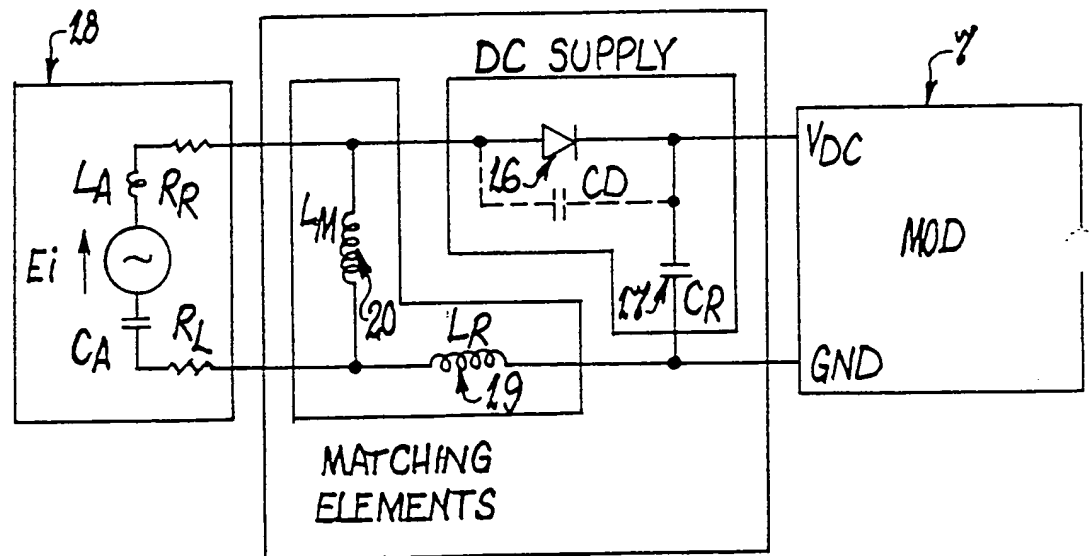 18
7
DC SUPPLY
VDC
LA
RR
16
CD
MOD
LM
Ei
~
17
CR
20
LR
CA
RL
GND
19
MATCHING
ELEMENTS